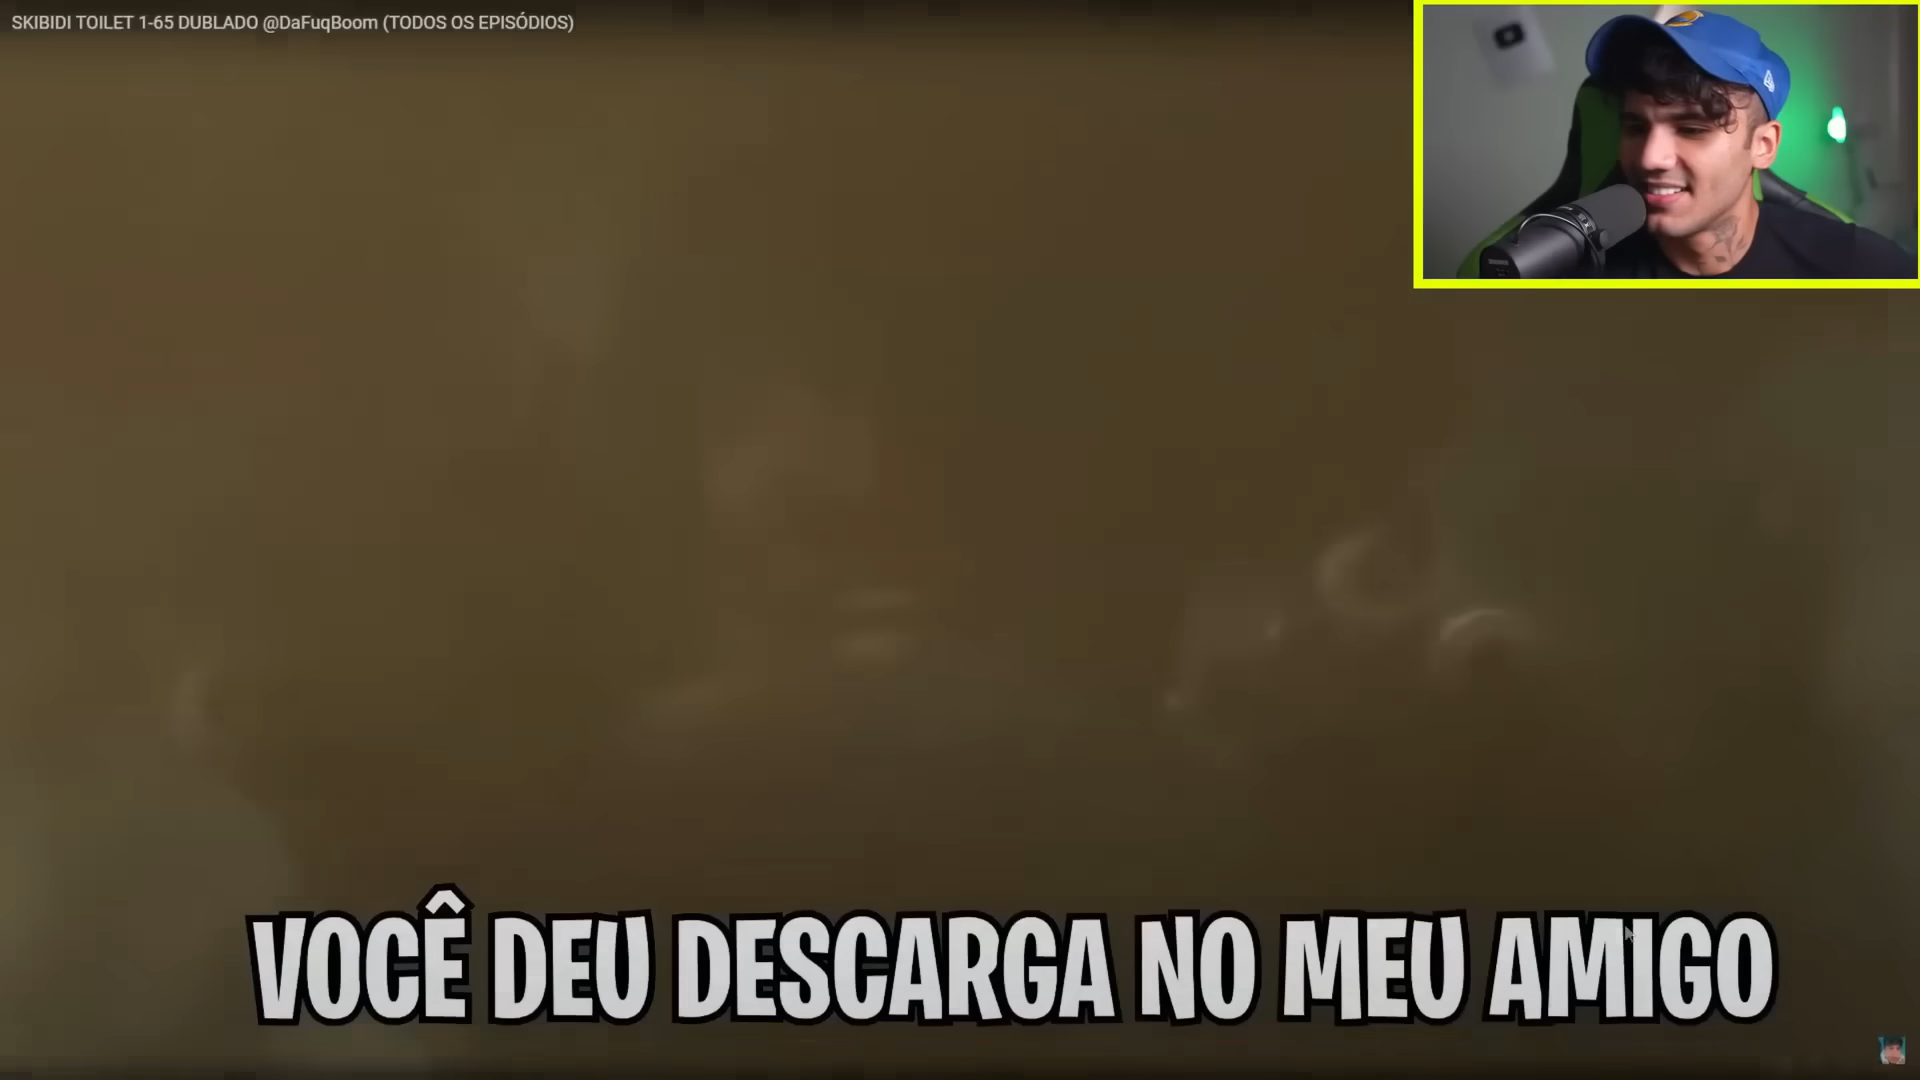 SKIBIDI TOILET 1-65 DUBLADO @DaFuqBoom (TODOS OS EPISÓDIOS)
VOCÊ DEU DESCARGA NO MEU AMIGO